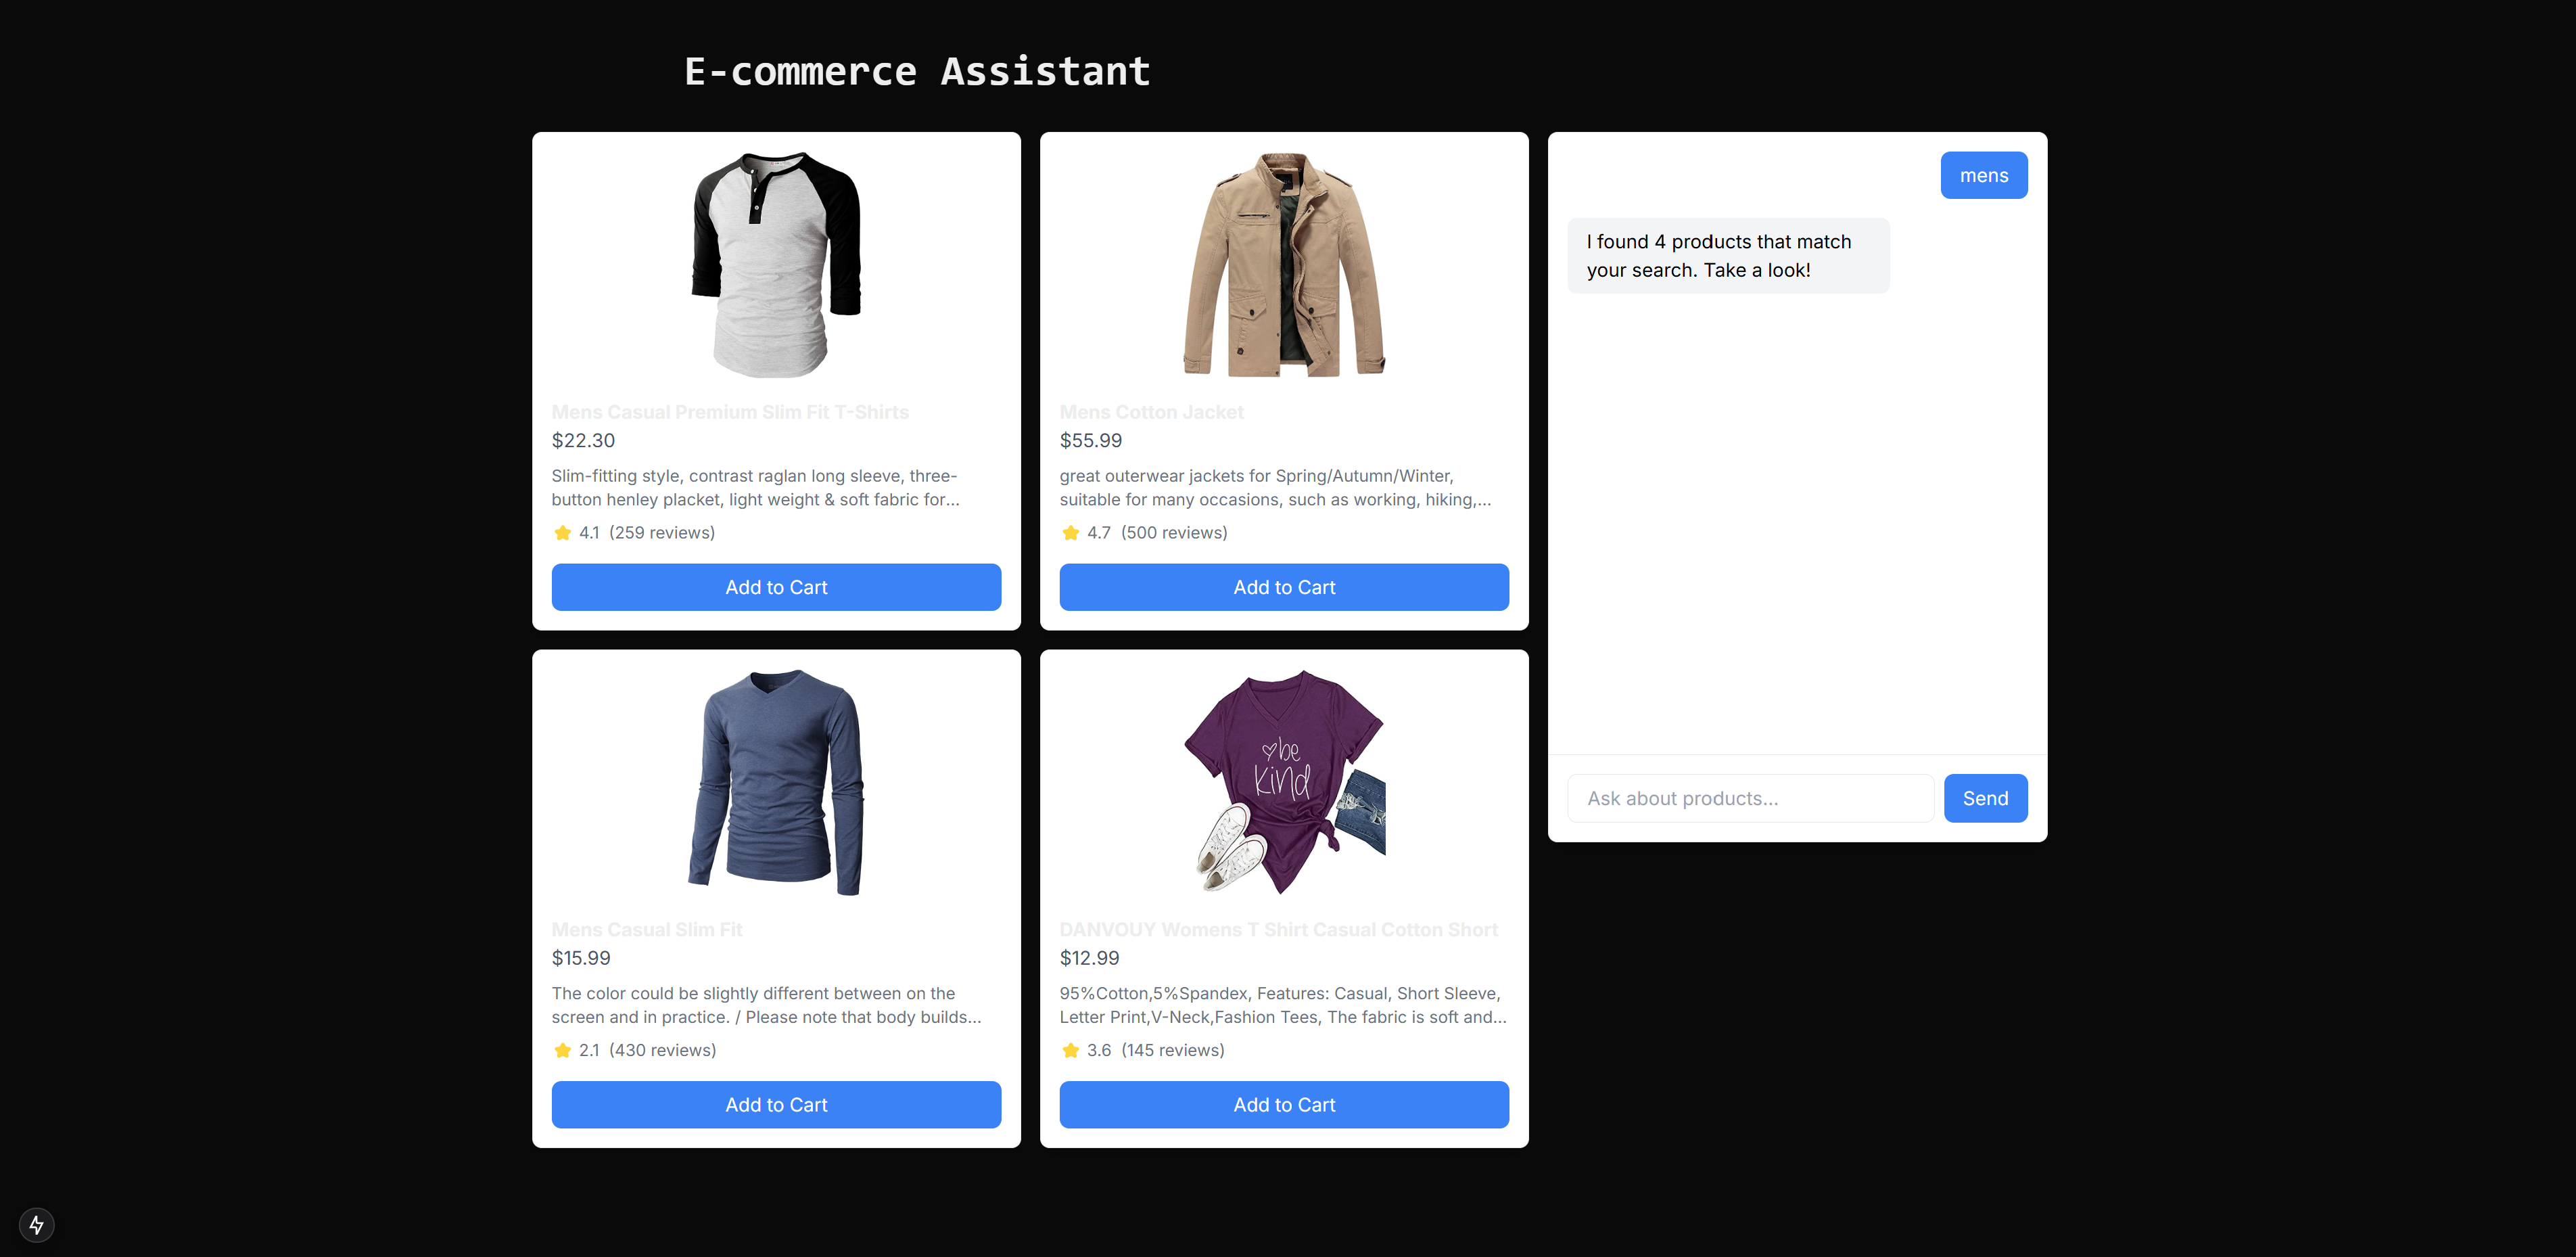 E-commerce Assistant
Mens Casual Premium Slim Fit T-Shirts
$22.30
Slim-fitting style, contrast raglan long sleeve, three-
button henley placket, light weight & soft fabric for...
4.1 (259 reviews)
Add to Cart
Mens Cotton Jacket
$55.99
great outerwear jackets for Spring/Autumn/Winter,
suitable for many occasions, such as working, hiking,...
4.7 (500 reviews)
Add to Cart
be
kind
Mens Casual Slim Fit
$15.99
The color could be slightly different between on the
screen and in practice. / Please note that body builds...
2.1 (430 reviews)
Add to Cart
DANVOUY Womens T Shirt Casual Cotton Short
$12.99
95%Cotton,5%Spandex, Features: Casual, Short Sleeve,
Letter Print,V-Neck,Fashion Tees, The fabric is soft and...
3.6 (145 reviews)
Add to Cart
mens
I found 4 products that match
your search. Take a look!
Ask about products...
Send